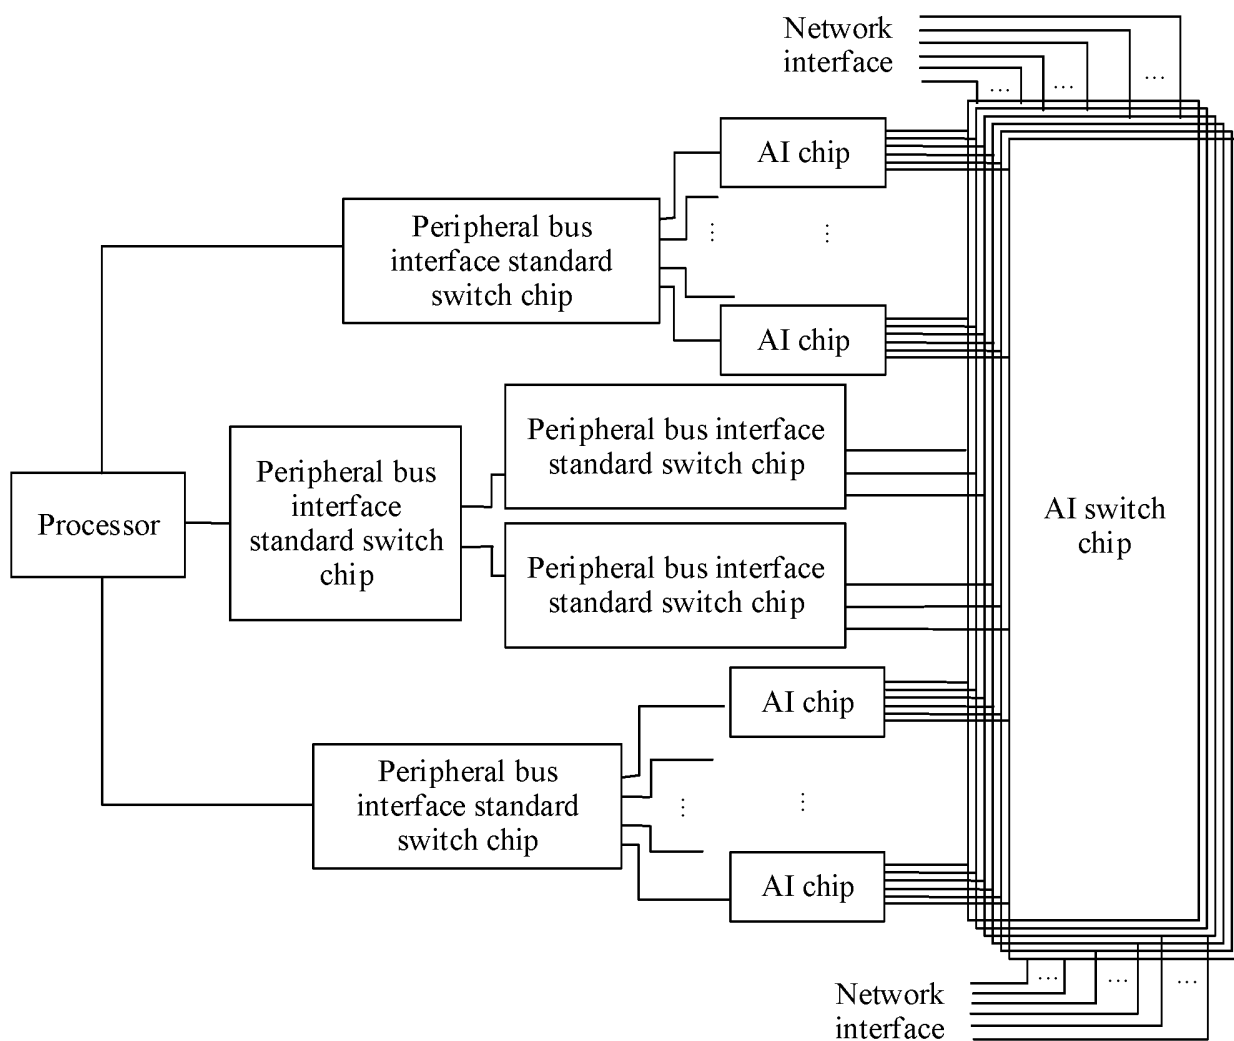 Network
interface
AI chip
Peripheral bus
interface standard
switch chip
AI chip
Peripheral bus interface
standard switch chip
Peripheral bus
interface
standard switch
chip
Processor
AI switch
chip
Peripheral bus interface
standard switch chip
AI chip
Peripheral bus
interface standard
switch chip
AI chip
Network
interface